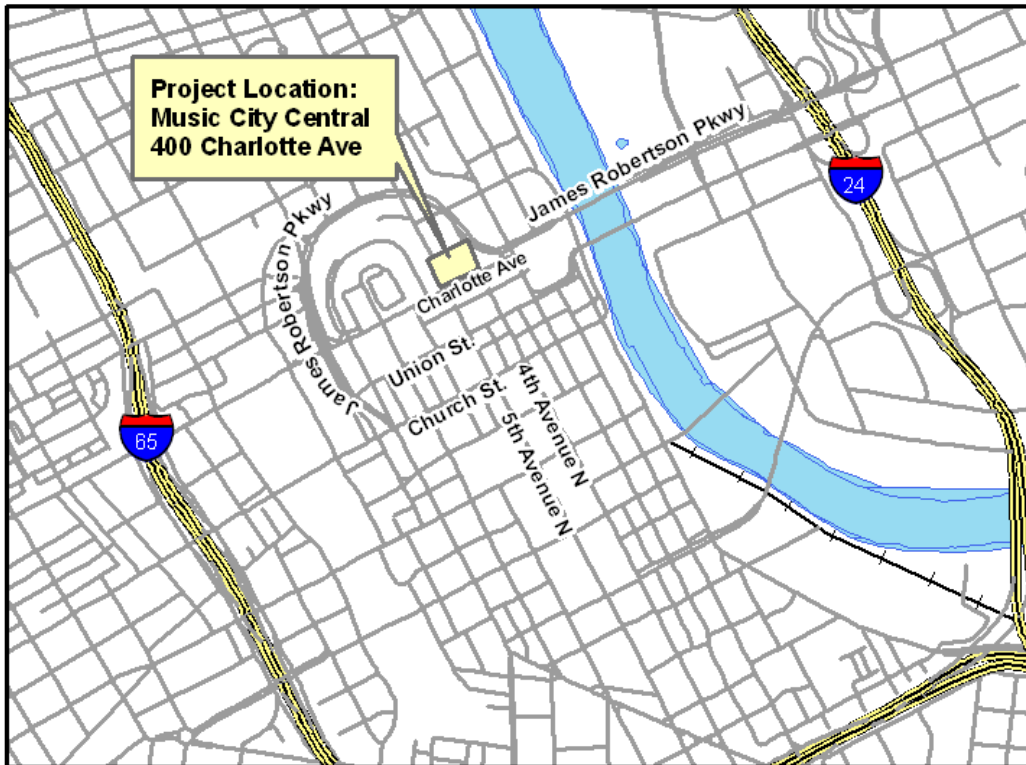 Project Location:
Music City Central
400 Charlotte Ave
James Robertson Pkwy
24
James Robertson Pkwy
Charlotte Ave
Union St.
Church St.
4th Avenue N
5th Avenue N
65